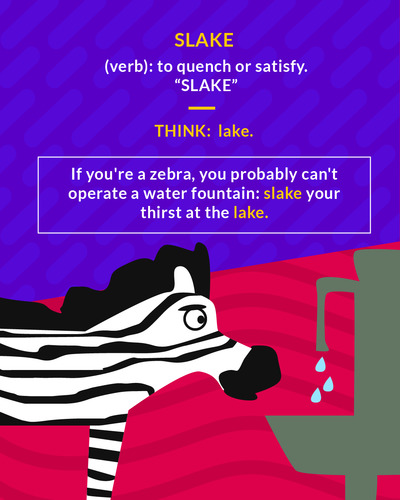 SLAKE
(verb): to quench or satisfy.
“SLAKE”
THINK: lake.
If you're a zebra, you probably can't
operate a water fountain: slake your
thirst at the lake.